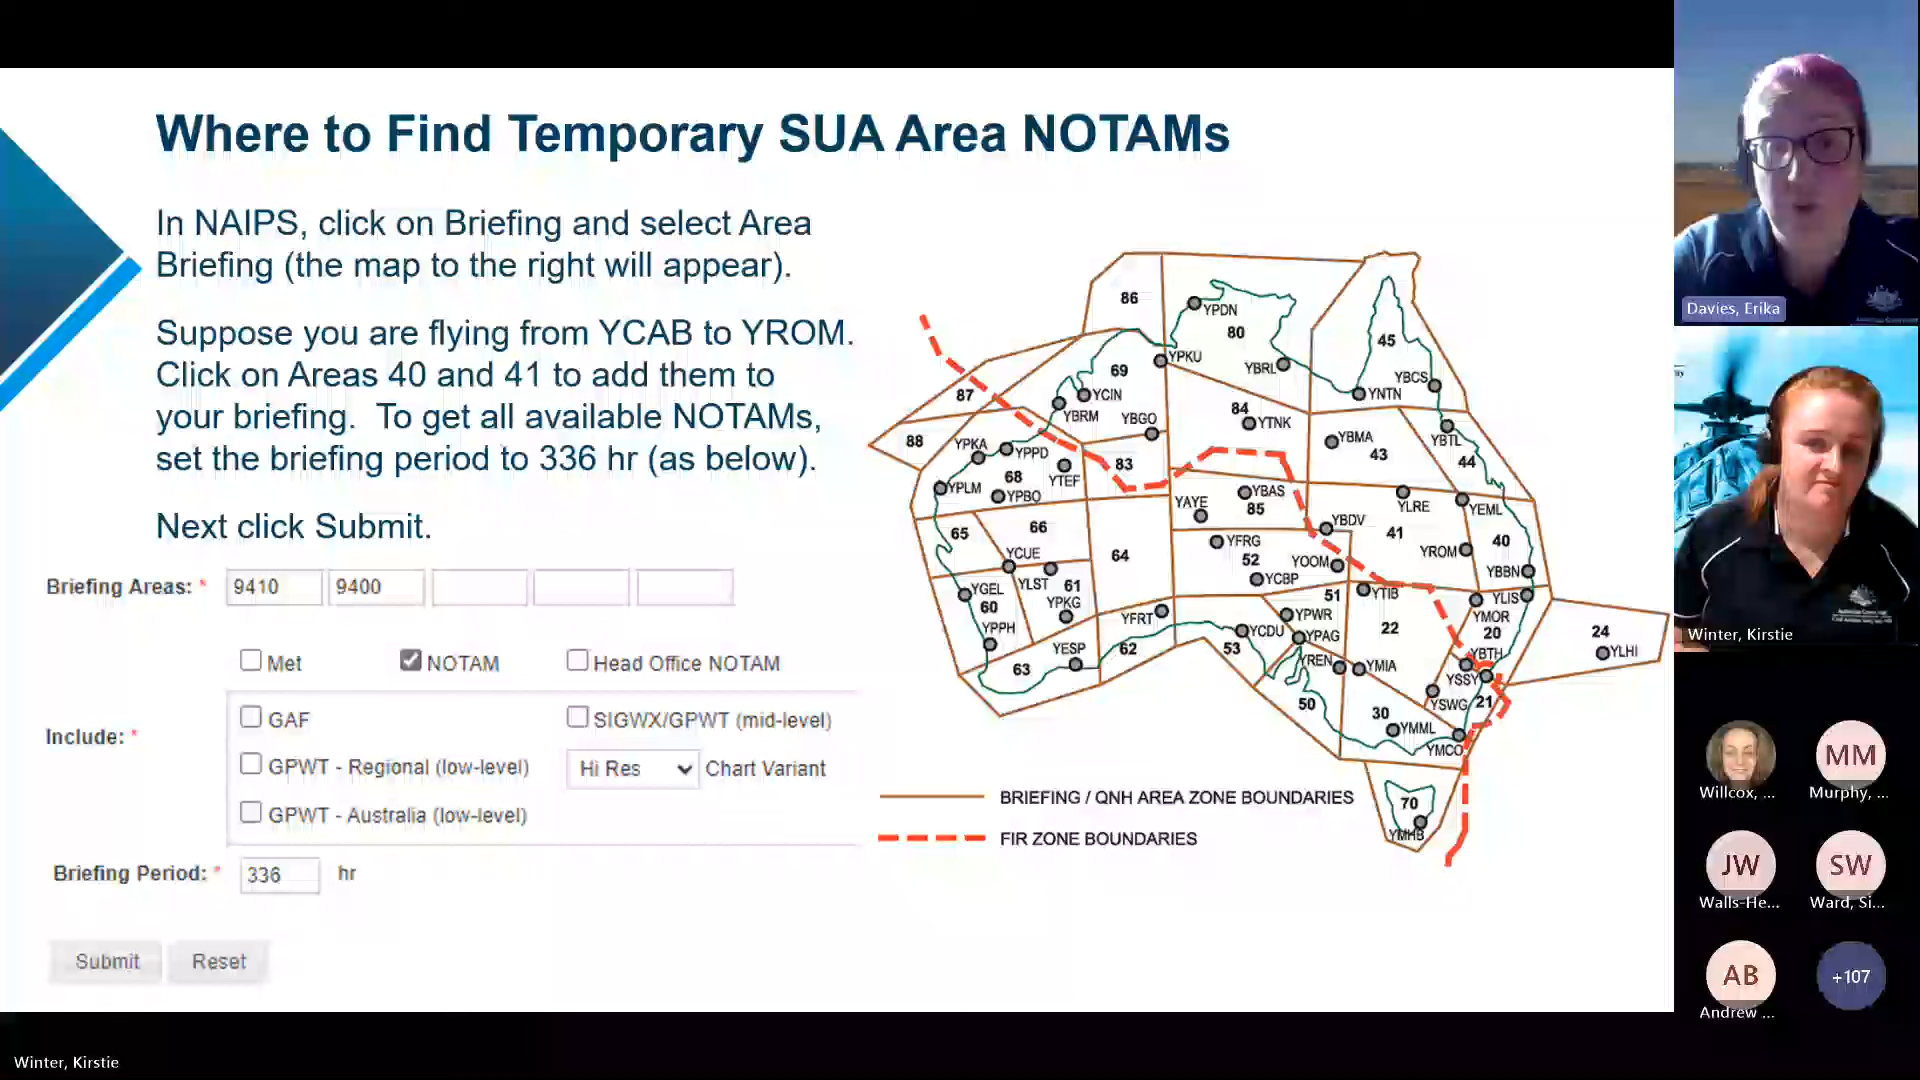 Where to Find Temporary SUA Area NOTAMs
In NAIPS, click on Briefing and select Area
Briefing (the map to the right will appear).
Suppose you are flying from YCAB to YROM.
Click on Areas 40 and 41 to add them to
your briefing. To get all available NOTAMs,
set the briefing period to 336 hr (as below).
Next click Submit.
Briefing Areas: * 9410 9400
Met NOTAM Head Office NOTAM
Include: *
GAF SIGWX/GPWT (mid-level)
GPWT - Regional (low-level) Hi Res Chart Variant
GPWT - Australia (low-level)
Briefing Period: * 336 hr
Submit Reset
86
YPDN
80
45
YPKU
69
YBRL
YBCS
YCIN
YNTN
87
YBRM
YBGO
84
YTNK
88
YPKA
YPPD
YBMA
43
YBTL
44
83
YTEF
68
YPLM
YPBO
YBAS
85
YAYE
YLRE
YEML
65
66
YBDV
41
40
64
YFRG
YROM
YCUE
52
YOOM
YBBN
YGEL
YLST
61
YCBP
51
YTIB
YLIS
60
YPKG
YFRT
YPWR
YMOR
YPPH
YCDU
YPAG
22
20
24
YLHI
YESP
62
53
YREN
YMIA
YBTH
YSSY
63
50
YSWG
21
30
YMML
YMCO
70
YMHB
BRIEFING / QNH AREA ZONE BOUNDARIES
FIR ZONE BOUNDARIES
Davies, Erika
Winter, Kirstie
MM
Willcox, ... Murphy, ...
JW SW
Walls-He... Ward, Si...
AB +107
Andrew ...
Winter, Kirstie